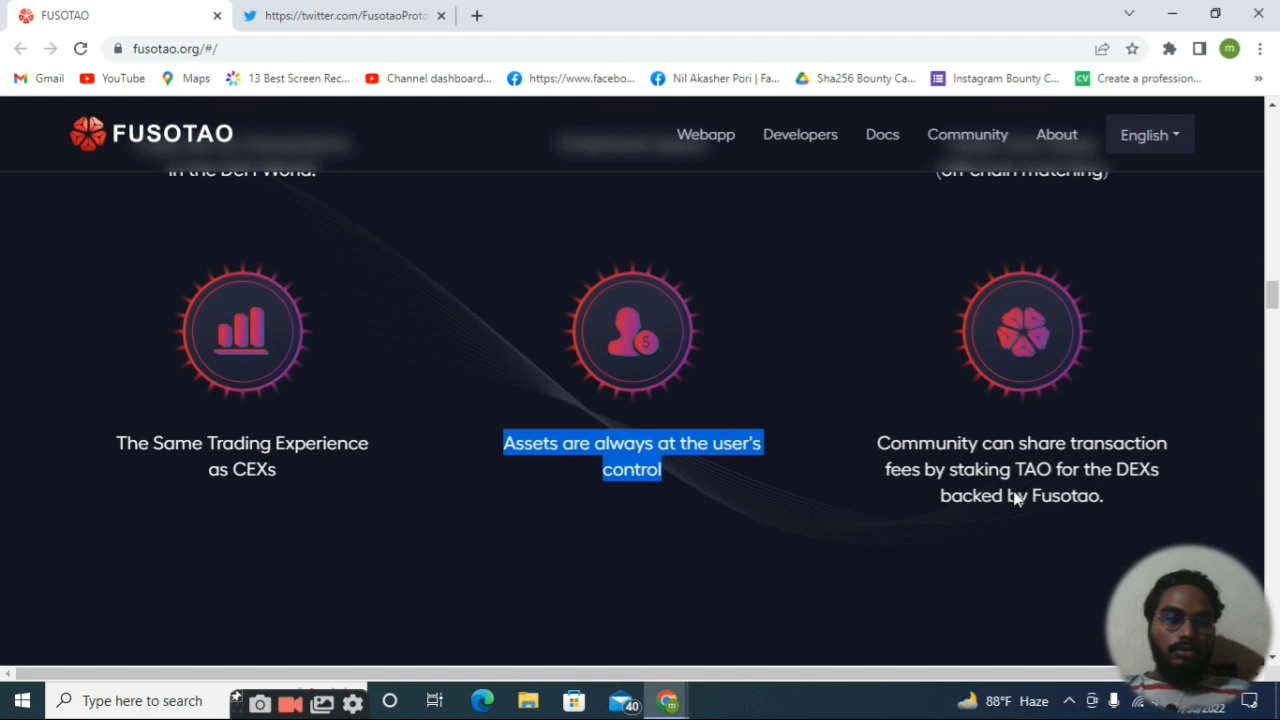 FUSOTAO
https://twitter.com/FusotaoProto
fusotao.org/#/
m
Gmail
YouTube
Maps
13 Best Screen Rec...
Channel dashboard...
https://www.facebo...
Nil Akasher Pori | Fa...
Sha256 Bounty Ca...
Instagram Bounty C...
CV
Create a profession...
»
FUSOTAO
Webapp
Developers
Docs
Community
About
English
in the DeFi World.
(off-chain matching)
The Same Trading Experience
as CEXs
Assets are always at the user's
control
Community can share transaction
fees by staking TAO for the DEXs
backed by Fusotao.
Type here to search
40
88°F Haze